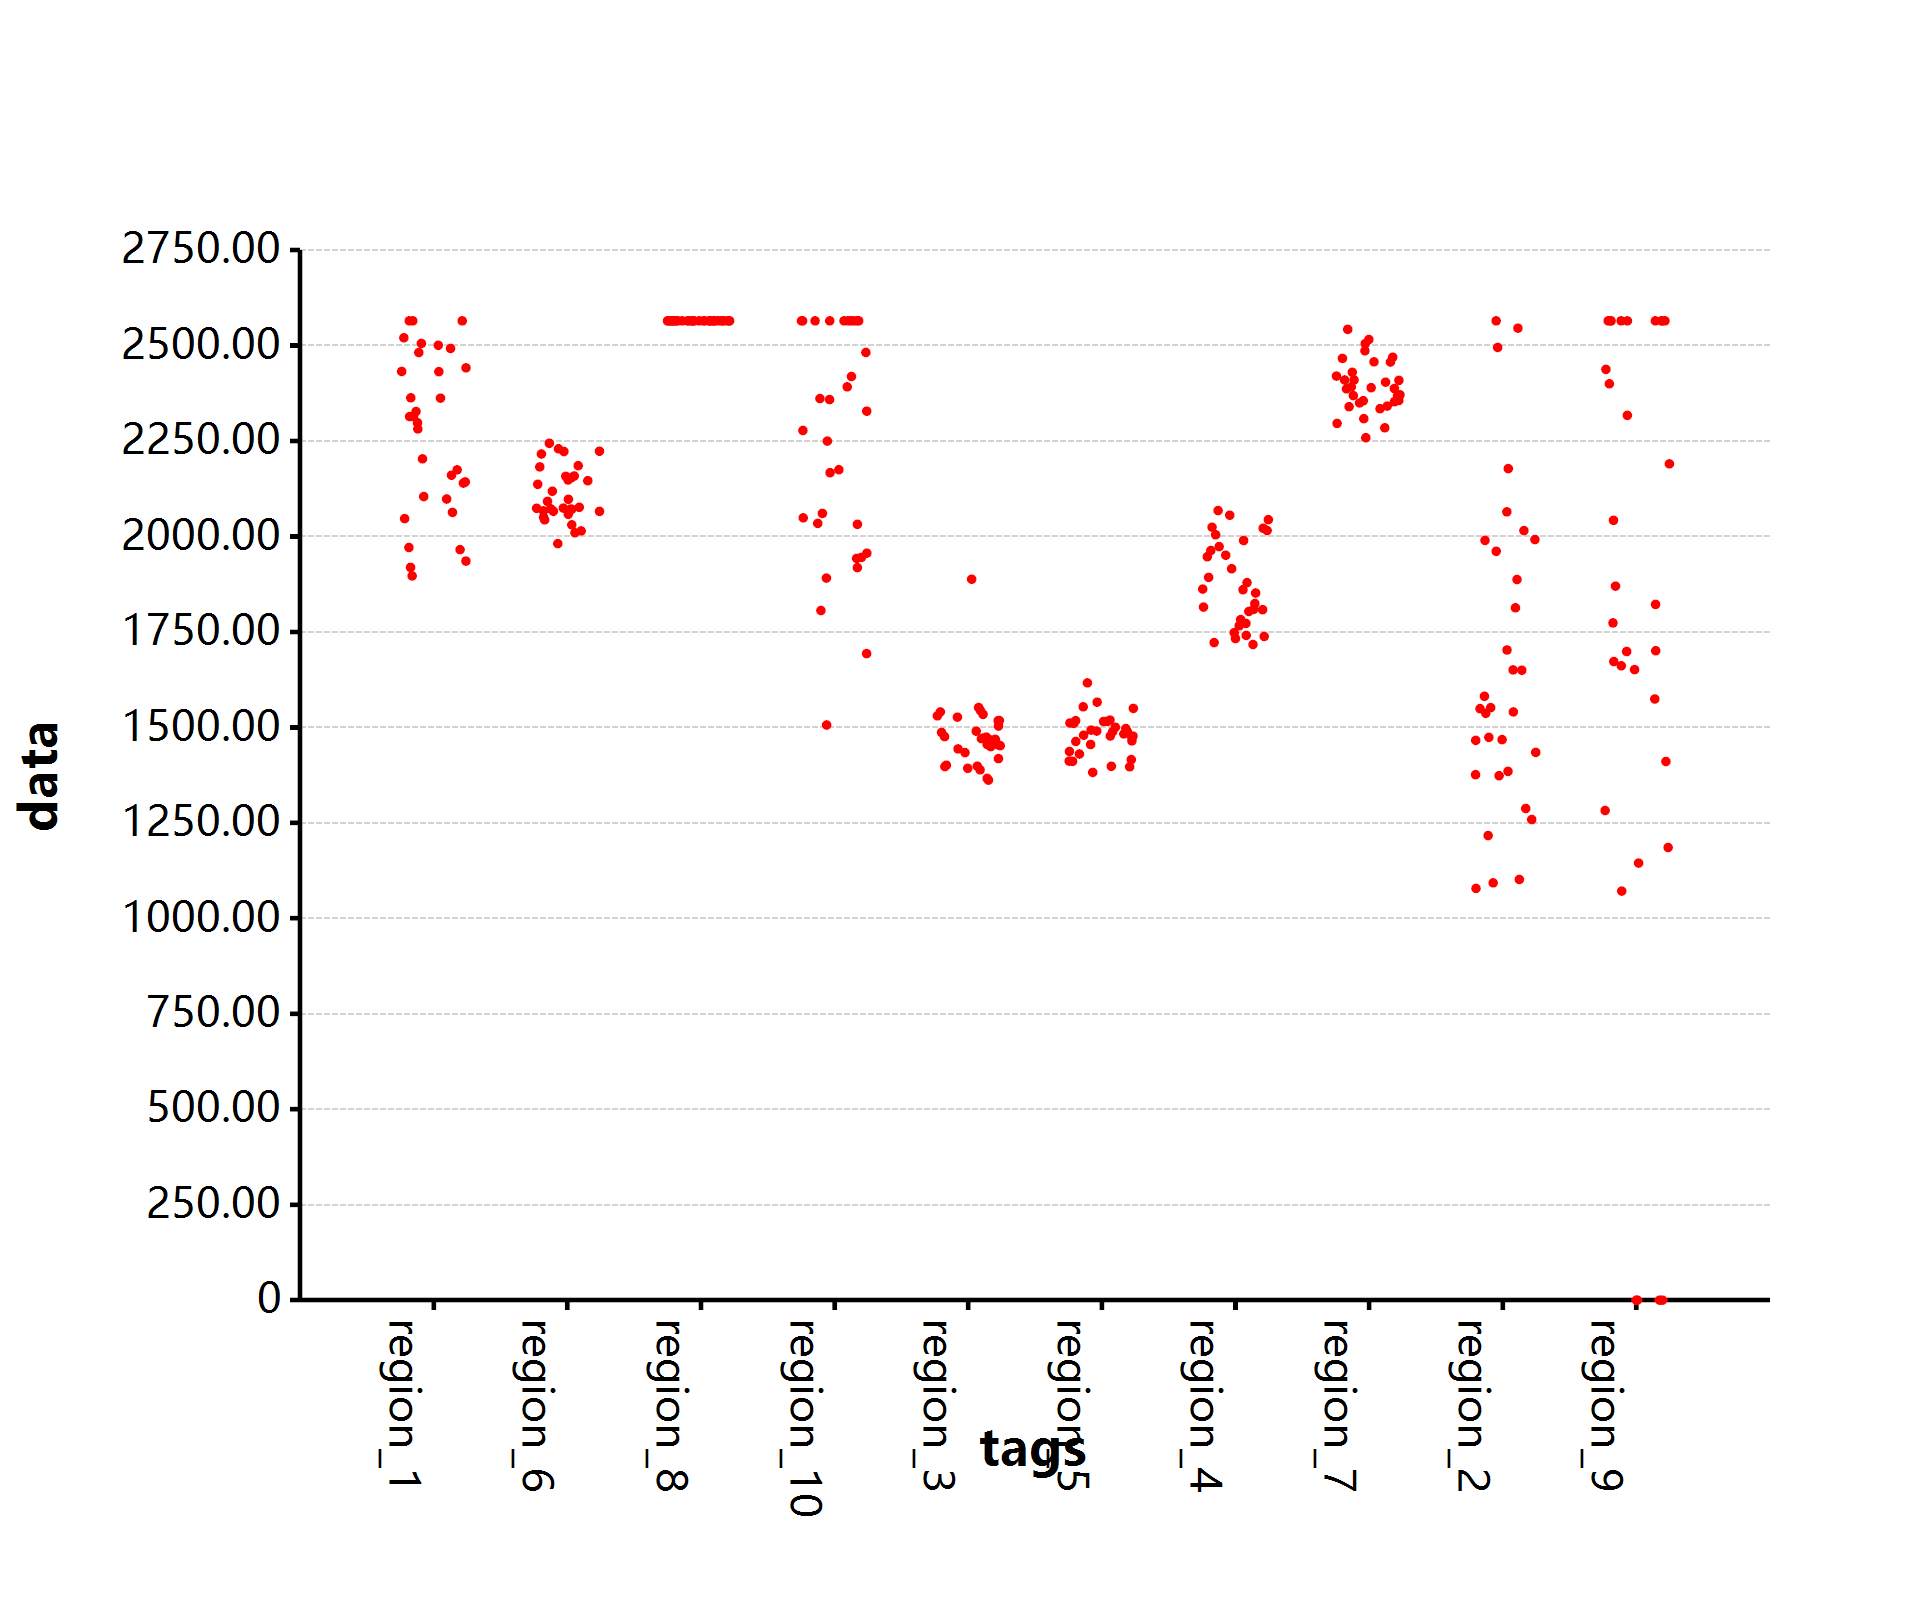 2750.00
2500.00
2250.00
2000.00
1750.00
1500.00
1250.00
1000.00
750.00
500.00
250.00
0
data
region_1
region_6
region_8
region_10
region_3
region_5
region_4
region_7
region_2
region_9
tags